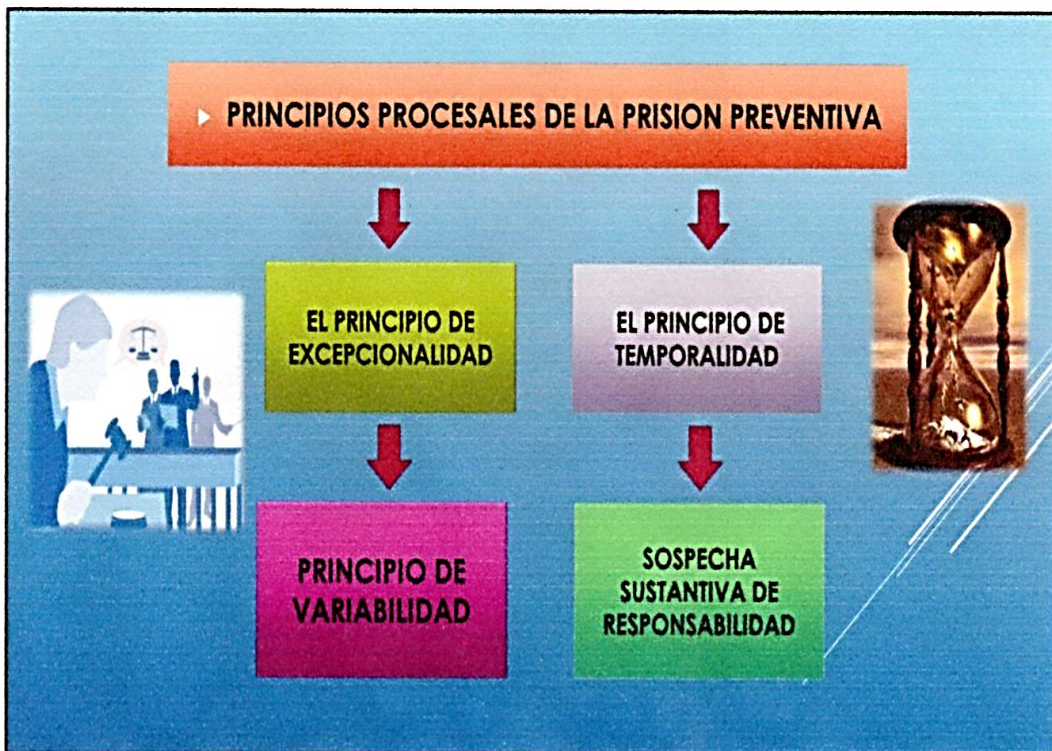 PRINCIPIOS PROCESALES DE LA PRISION PREVENTIVA
EL PRINCIPIO DE
EXCEPCIONALIDAD
EL PRINCIPIO DE
TEMPORALIDAD
PRINCIPIO DE
VARIABILIDAD
SOSPECHA
SUSTANTIVA DE
RESPONSABILIDAD